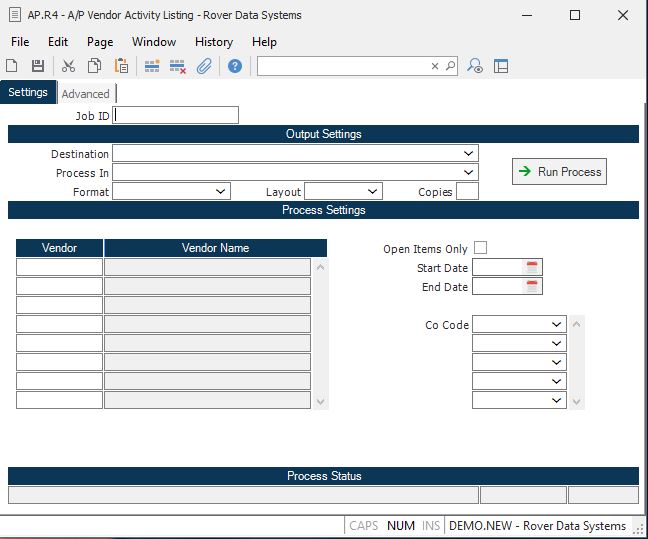 AP.R4 - A/P Vendor Activity Listing - Rover Data Systems
File Edit Page Window History Help
Settings Advanced
Job ID
Output Settings
Destination
Process In
Run Process
Format Layout Copies
Process Settings
Vendor Vendor Name
Open Items Only
Start Date
End Date
Co Code
Process Status
CAPS NUM INS DEMO.NEW - Rover Data Systems